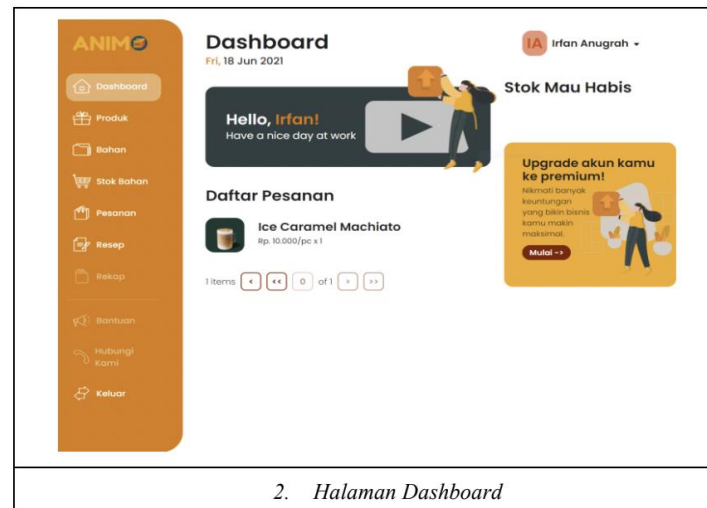 ANIMO
Dashboard
Produk
Bahan
Stok Bahan
Pesanan
Resep
Rekap
Bantuan
Hubungi
Kami
Keluar
Dashboard
Fri, 18 Jun 2021
Hello, Irfan!
Have a nice day at work
Daftar Pesanan
Ice Caramel Machiato
Rp. 10.000/pc x 1
1 items < << 0 of 1 > >>
IA Irfan Anugrah
Stok Mau Habis
Upgrade akun kamu
ke premium!
Nikmati banyak
keuntungan
yang bikin bisnis
kamu makin
maksimal.
Mulai ->
2. Halaman Dashboard